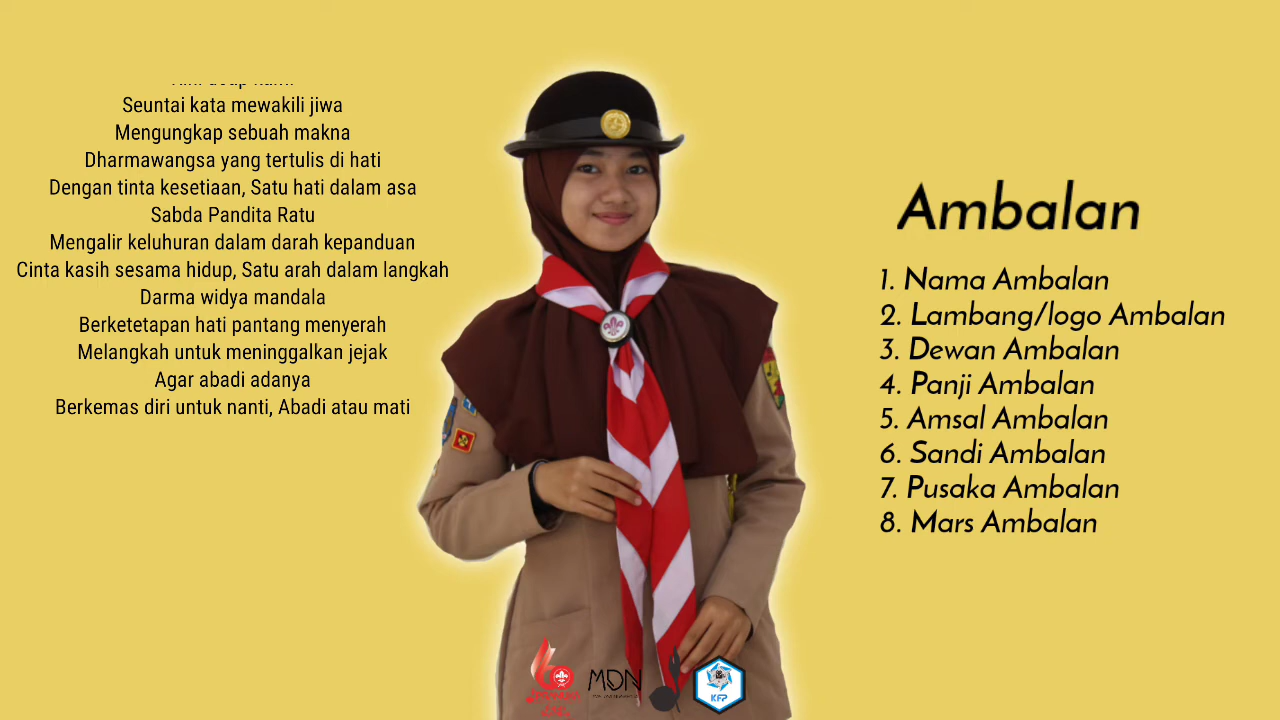 Seuntai kata mewakili jiwa
Mengungkap sebuah makna
Dharmawangsa yang tertulis di hati
Dengan tinta kesetiaan, Satu hati dalam asa
Sabda Pandita Ratu
Mengalir keluhuran dalam darah kepanduan
Cinta kasih sesama hidup, Satu arah dalam langkah
Darma widya mandala
Berketetapan hati pantang menyerah
Melangkah untuk meninggalkan jejak
Agar abadi adanya
Berkemas diri untuk nanti, Abadi atau mati
Ambalan
1. Nama Ambalan
2. Lambang/logo Ambalan
3. Dewan Ambalan
4. Panji Ambalan
5. Amsal Ambalan
6. Sandi Ambalan
7. Pusaka Ambalan
8. Mars Ambalan
MDN
KFP